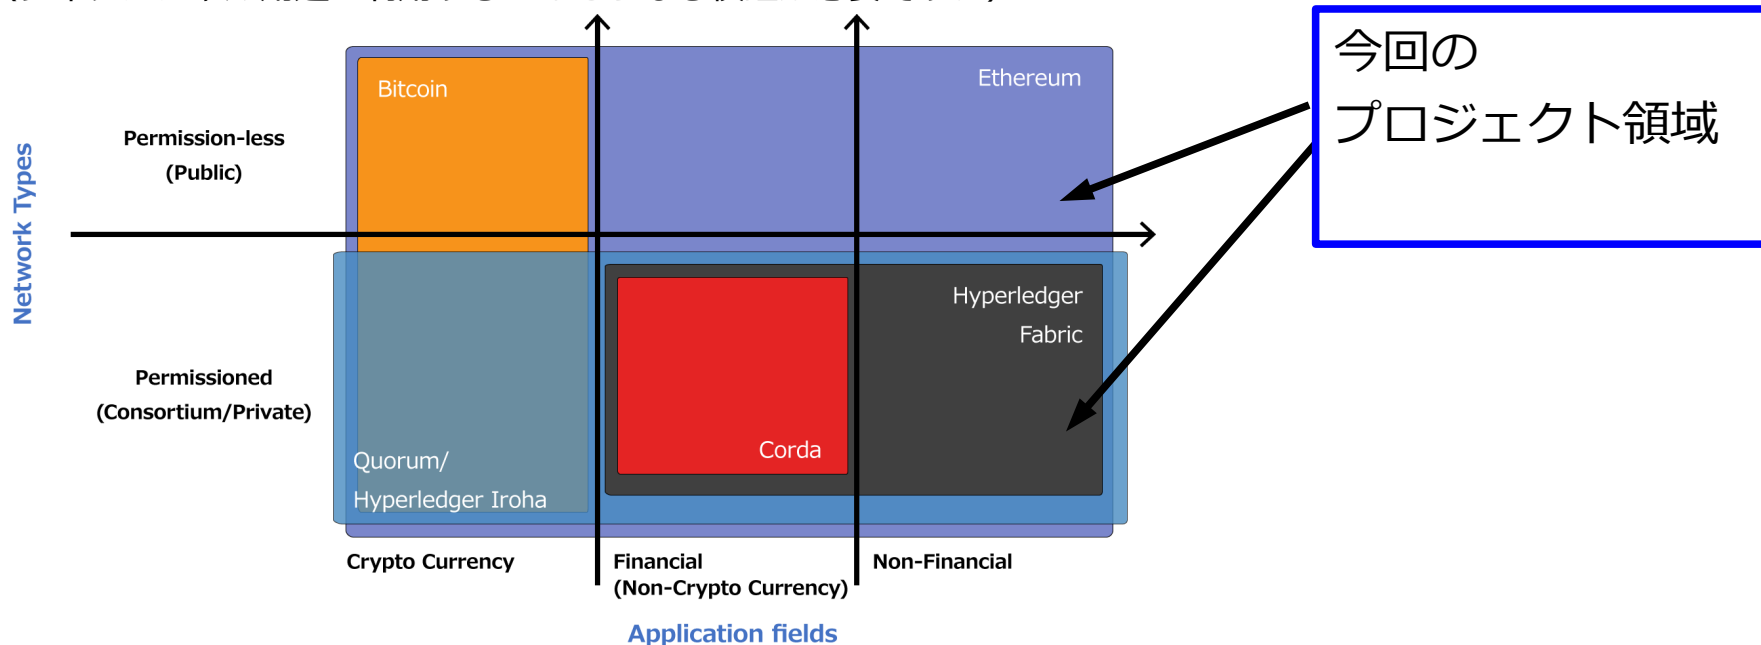 今回の
プロジェクト領域
Bitcoin
Ethereum
Permission-less
(Public)
Network Types
Hyperledger
Fabric
Permissioned
(Consortium/Private)
Corda
Quorum/
Hyperledger Iroha
Crypto Currency
Financial
(Non-Crypto Currency)
Non-Financial
Application fields